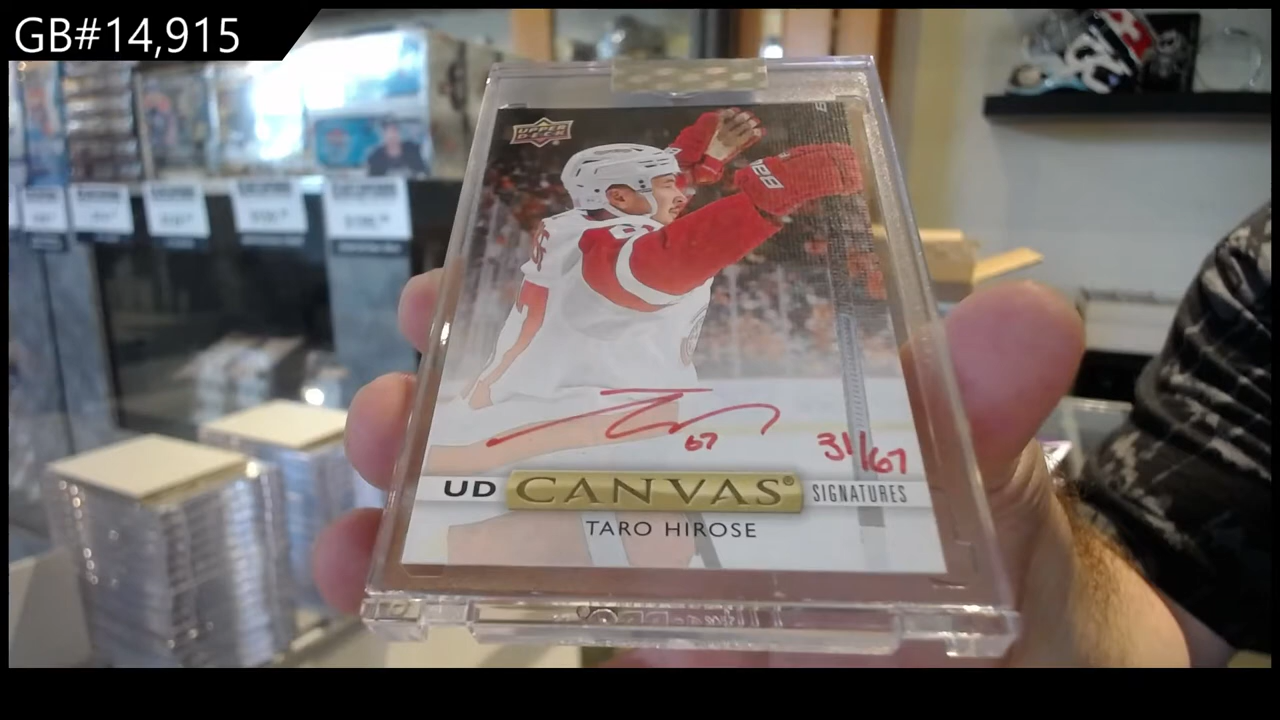 GB#14,915
UPPER
DECK
67
31/67
UD CANVAS® SIGNATURES
TARO HIROSE